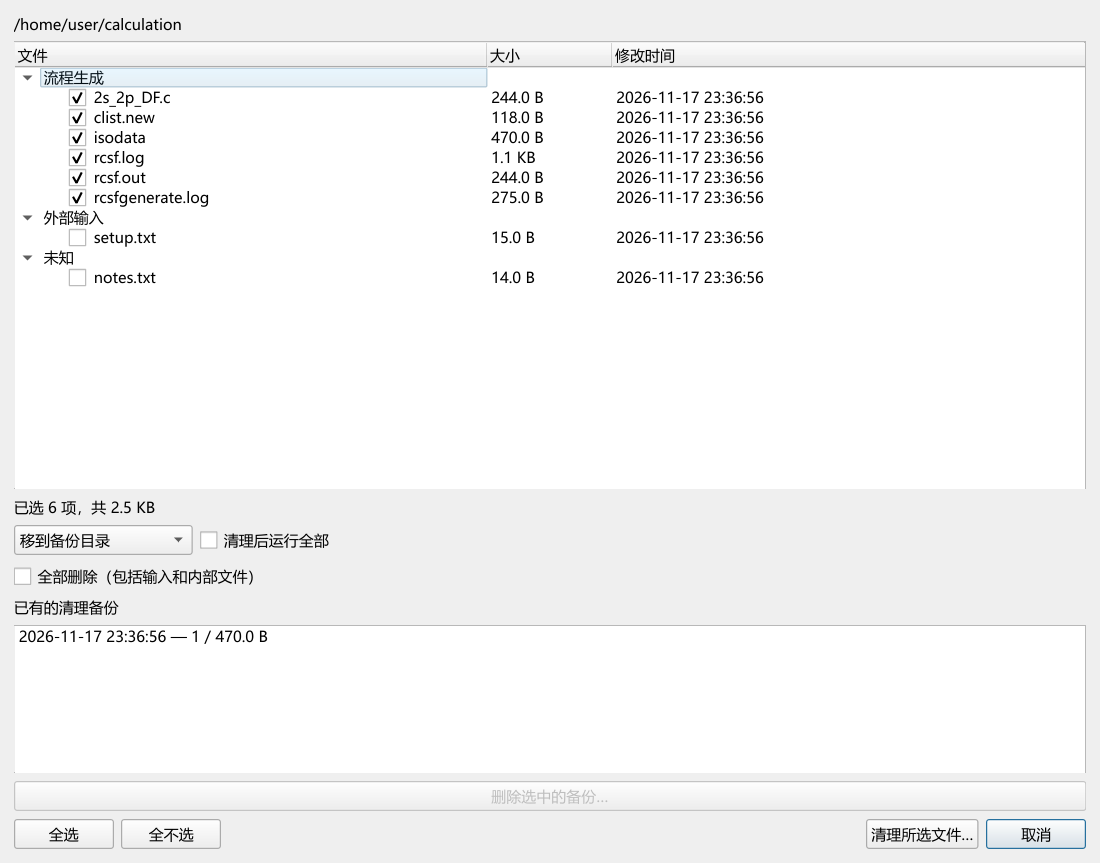 /home/user/calculation
文件 大小 修改时间
流程生成
2s_2p_DF.c 244.0 B 2026-11-17 23:36:56
clist.new 118.0 B 2026-11-17 23:36:56
isodata 470.0 B 2026-11-17 23:36:56
rcsf.log 1.1 KB 2026-11-17 23:36:56
rcsf.out 244.0 B 2026-11-17 23:36:56
rcsfgenerate.log 275.0 B 2026-11-17 23:36:56
外部输入
setup.txt 15.0 B 2026-11-17 23:36:56
未知
notes.txt 14.0 B 2026-11-17 23:36:56
已选 6 项，共 2.5 KB
移到备份目录 清理后运行全部
全部删除（包括输入和内部文件）
已有的清理备份
2026-11-17 23:36:56 — 1 / 470.0 B
删除选中的备份...
全选 全不选 清理所选文件... 取消